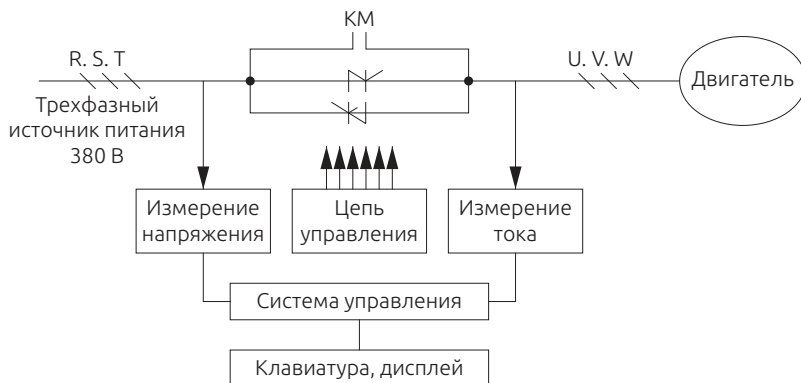 KM
R. S. T
U. V. W
Двигатель
Трехфазный
источник питания
380 В
Измерение
напряжения
Цепь
управления
Измерение
тока
Система управления
Клавиатура, дисплей